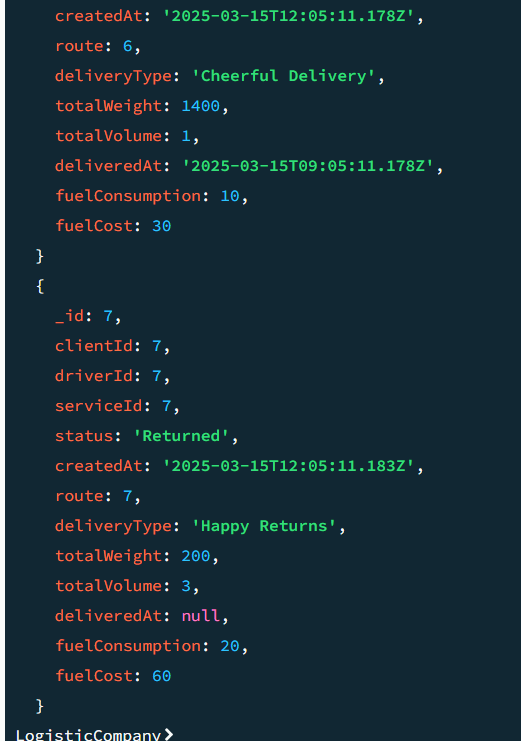 createdAt: '2025-03-15T12:05:11.178Z',
route: 6,
deliveryType: 'Cheerful Delivery',
totalWeight: 1400,
totalVolume: 1,
deliveredAt: '2025-03-15T09:05:11.178Z',
fuelConsumption: 10,
fuelCost: 30
}
{
_id: 7,
clientId: 7,
driverId: 7,
serviceId: 7,
status: 'Returned',
createdAt: '2025-03-15T12:05:11.183Z',
route: 7,
deliveryType: 'Happy Returns',
totalWeight: 200,
totalVolume: 3,
deliveredAt: null,
fuelConsumption: 20,
fuelCost: 60
}
LogisticCompany>